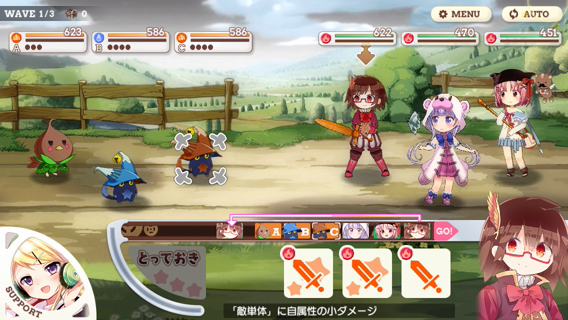 WAVE 1/3 0
MENU
AUTO
623
586
586
622
470
451
A
B
C
A B C GO!
とっておき
SUPPORT
「敵単体」に自属性の小ダメージ